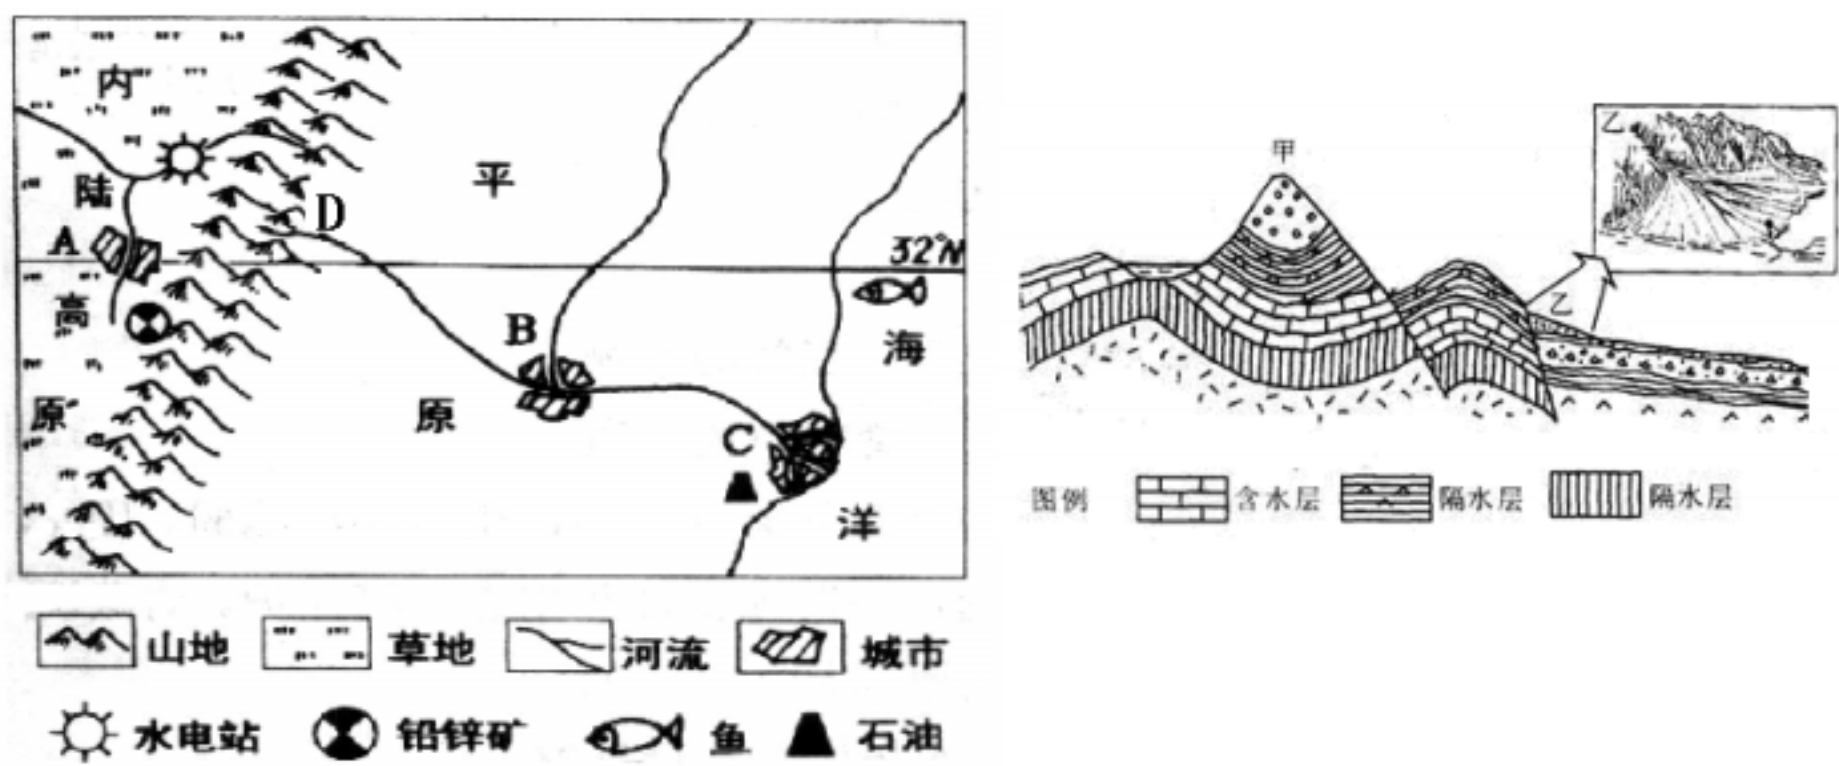 内
陆
高
原
平
原
海
洋
A
B
C
D
32°N
山地
草地
河流
城市
水电站
铅锌矿
鱼
石油
甲
乙
乙
图例
含水层
隔水层
隔水层